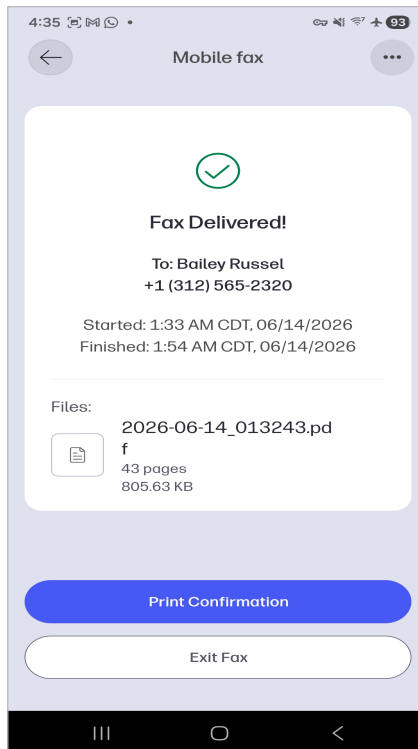 4:35
93
Mobile fax
Fax Delivered!
To: Bailey Russel
+1 (312) 565-2320
Started: 1:33 AM CDT, 06/14/2026
Finished: 1:54 AM CDT, 06/14/2026
Files:
2026-06-14_013243.pd
f
43 pages
805.63 KB
Print Confirmation
Exit Fax